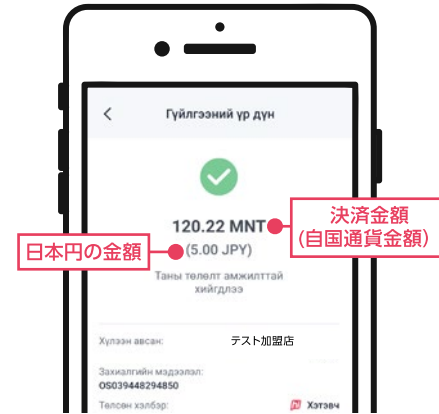 Гүйлгээний үр дүн
120.22 MNT
決済金額
(自国通貨金額)
日本円の金額
(5.00 JPY)
Таны төлөлт амжилттай
хийгдлээ
Хүлээн авсан:
テスト加盟店
Захиалгийн мэдээлэл:
OS039448294850
Төлсөн хэлбэр:
Хэтэвч